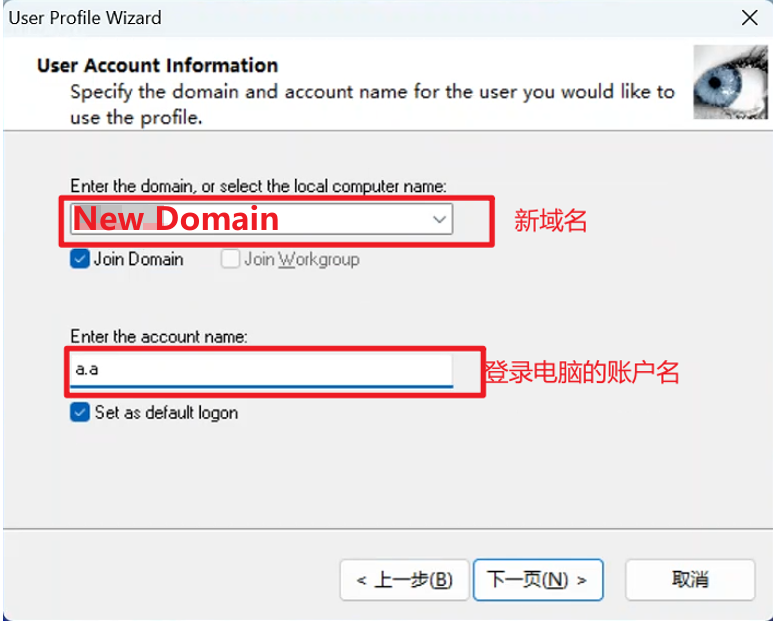 User Profile Wizard
User Account Information
Specify the domain and account name for the user you would like to
use the profile.
Enter the domain, or select the local computer name:
New Domain
新域名
Join Domain
Join Workgroup
Enter the account name:
a.a
登录电脑的账户名
Set as default logon
< 上一步(B)
下一页(N) >
取消